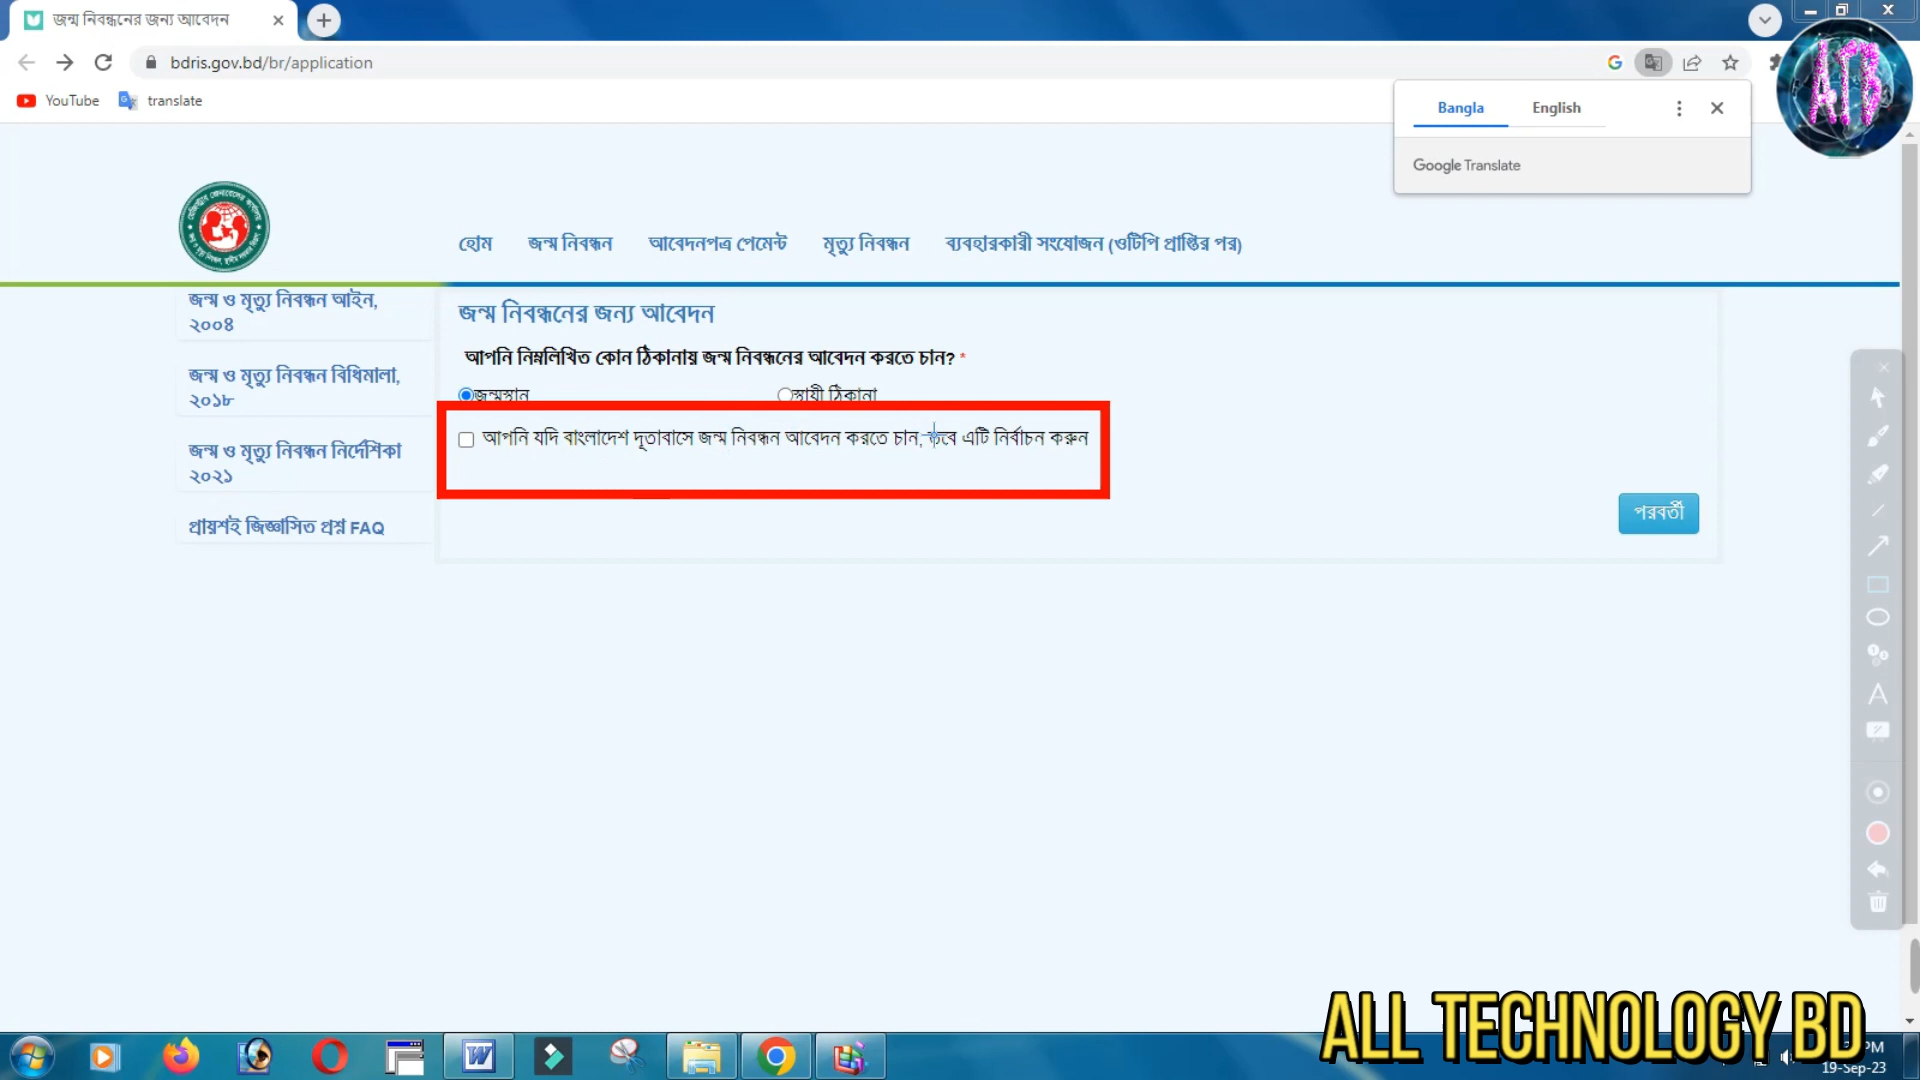 জন্ম নিবন্ধনের জন্য আবেদন
bdris.gov.bd/br/application
YouTube
translate
Bangla
English
Google Translate
হোম
জন্ম নিবন্ধন
আবেদনপত্র পেমেন্ট
মৃত্যু নিবন্ধন
ব্যবহারকারী সংযোজন (ওটিপি প্রাপ্তির পর)
জন্ম ও মৃত্যু নিবন্ধন আইন,
২০০৪
জন্ম ও মৃত্যু নিবন্ধন বিধিমালা,
২০১৮
জন্ম ও মৃত্যু নিবন্ধন নির্দেশিকা
২০২১
প্রায়শই জিজ্ঞাসিত প্রশ্ন FAQ
জন্ম নিবন্ধনের জন্য আবেদন
আপনি নিম্নলিখিত কোন ঠিকানায় জন্ম নিবন্ধনের আবেদন করতে চান? *
জন্মস্থান
স্থায়ী ঠিকানা
আপনি যদি বাংলাদেশ দূতাবাসে জন্ম নিবন্ধন আবেদন করতে চান, তবে এটি নির্বাচন করুন
পরবর্তী
ALL TECHNOLOGY BD
PM
19-Sep-23